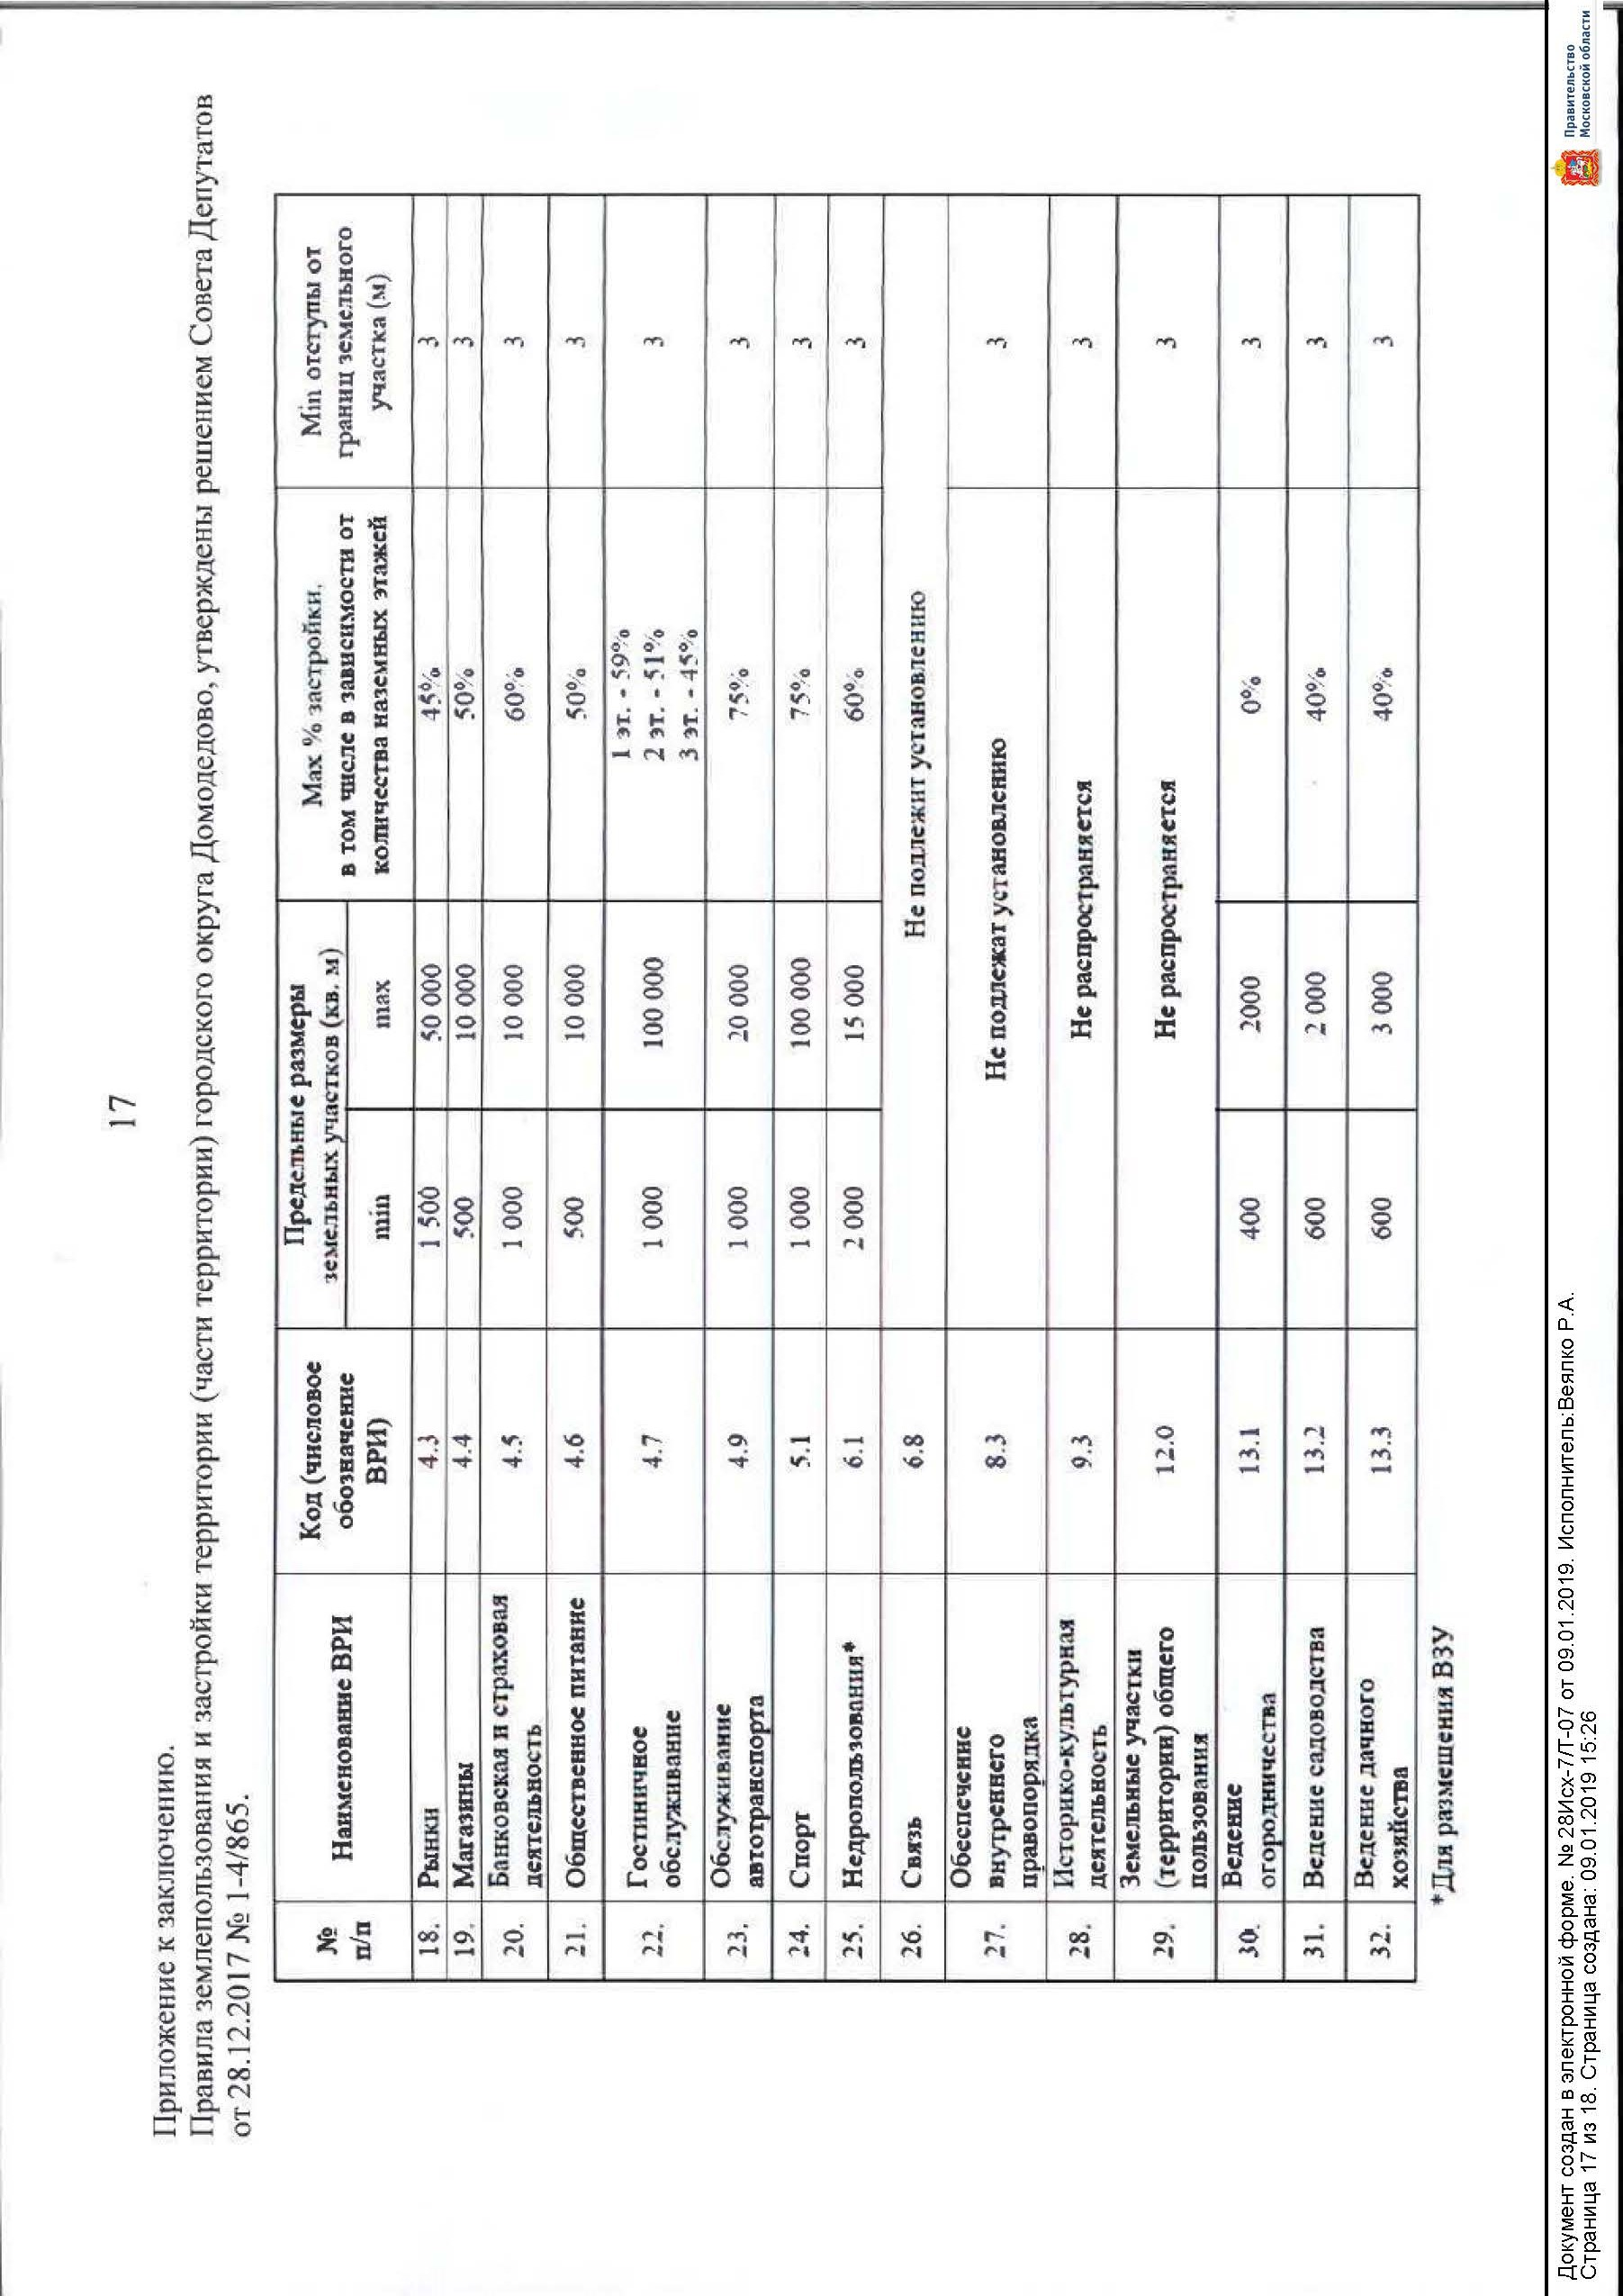 17
Приложение к заключению.
Правила землепользования и застройки территории (части территории) городского округа Домодедово, утверждены решением Совета Депутатов
от 28.12.2017 № 1-4/865.
№ п/п | Наименование ВРИ | Код (числовое обозначение ВРИ) | Предельные размеры земельных участков (кв. м) | Max % застройки, в том числе в зависимости от количества наземных этажей | Min отступы от границ земельного участка (м)
min | max
18. | Рынки | 4.3 | 1 500 | 50 000 | 45% | 3
19. | Магазины | 4.4 | 500 | 10 000 | 50% | 3
20. | Банковская и страховая деятельность | 4.5 | 1 000 | 10 000 | 60% | 3
21. | Общественное питание | 4.6 | 500 | 10 000 | 50% | 3
22. | Гостиничное обслуживание | 4.7 | 1 000 | 100 000 | 1 эт. - 59% 2 эт. - 51% 3 эт. - 45% | 3
23. | Обслуживание автотранспорта | 4.9 | 1 000 | 20 000 | 75% | 3
24. | Спорт | 5.1 | 1 000 | 100 000 | 75% | 3
25. | Недропользования* | 6.1 | 2 000 | 15 000 | 60% | 3
26. | Связь | 6.8 | Не подлежит установлению
27. | Обеспечение внутреннего правопорядка | 8.3 | Не подлежат установлению | 3
28. | Историко-культурная деятельность | 9.3 | Не распространяется | 3
29. | Земельные участки (территории) общего пользования | 12.0 | Не распространяется | 3
30. | Ведение огородничества | 13.1 | 400 | 2000 | 0% | 3
31. | Ведение садоводства | 13.2 | 600 | 2 000 | 40% | 3
32. | Ведение дачного хозяйства | 13.3 | 600 | 3 000 | 40% | 3
*Для размещения ВЗУ
Документ создан в электронной форме. № 28Исх-7/Т-07 от 09.01.2019. Исполнитель:Веялко Р.А.
Страница 17 из 18. Страница создана: 09.01.2019 15:26
Правительство
Московской области